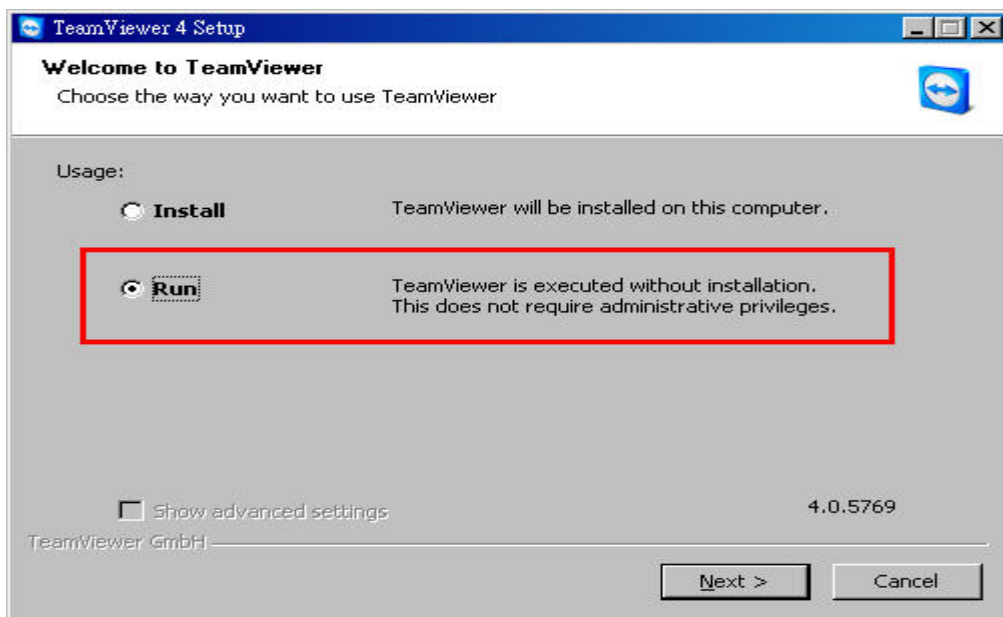 TeamViewer 4 Setup
Welcome to TeamViewer
Choose the way you want to use TeamViewer
Usage:
Install
TeamViewer will be installed on this computer.
Run
TeamViewer is executed without installation.
This does not require administrative privileges.
Show advanced settings
4.0.5769
TeamViewer GmbH
Next >
Cancel